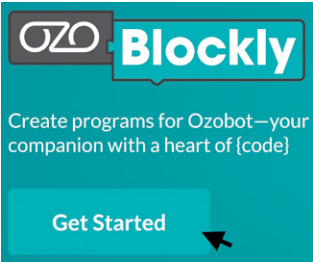 OZO Blockly
Create programs for Ozobot—your
companion with a heart of {code}
Get Started